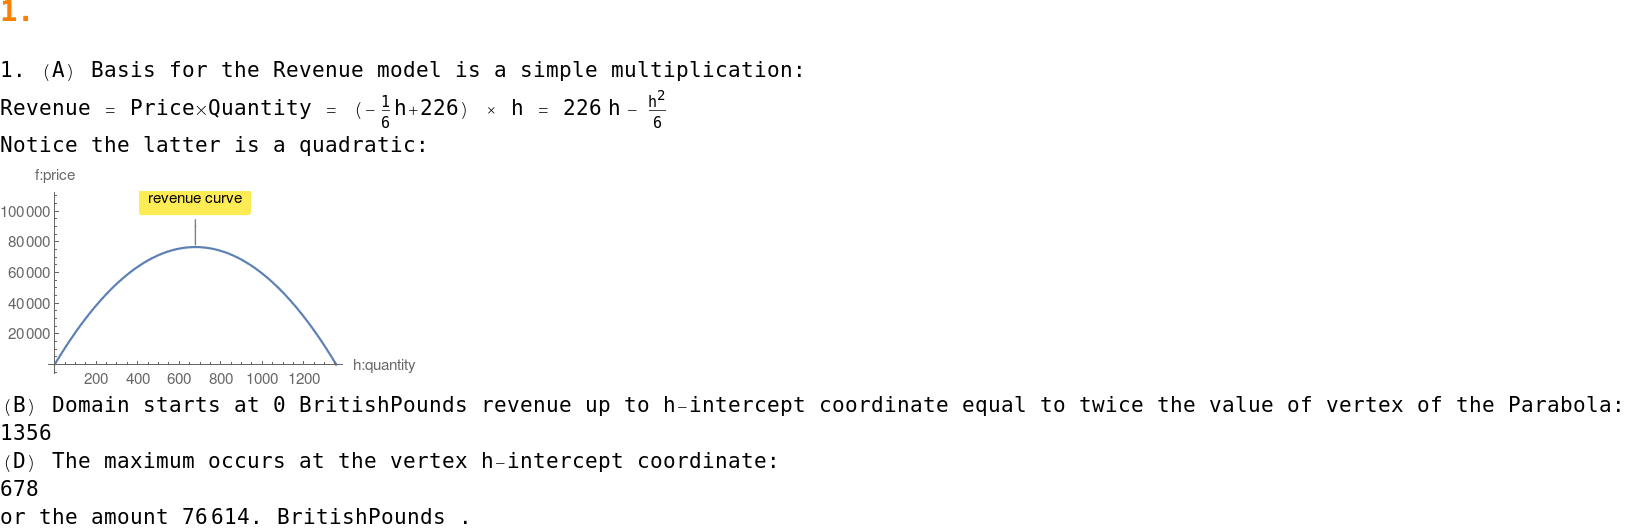 1.
1. (A) Basis for the Revenue model is a simple multiplication:
Revenue = Price×Quantity = (-1/6 h+226) × h = 226 h - h²/6
Notice the latter is a quadratic:
f:price
revenue curve
100 000
80 000
60 000
40 000
20 000
h:quantity
200 400 600 800 1000 1200
(B) Domain starts at 0 BritishPounds revenue up to h-intercept coordinate equal to twice the value of vertex of the Parabola:
1356
(D) The maximum occurs at the vertex h-intercept coordinate:
678
or the amount 76 614. BritishPounds .